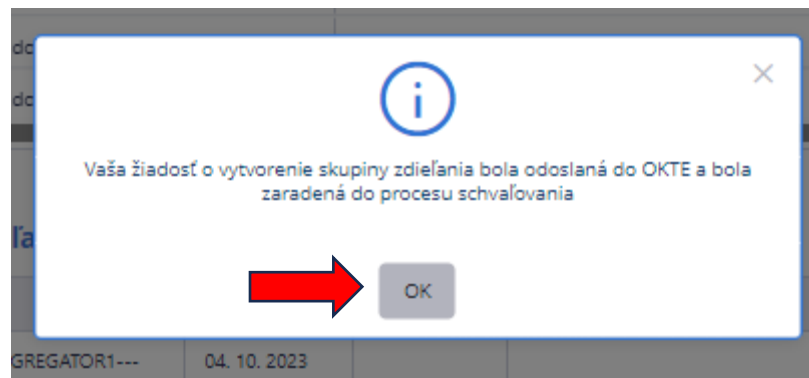 Vaša žiadosť o vytvorenie skupiny zdieľania bola odoslaná do OKTE a bola
zaradená do procesu schvaľovania
OK
GREGATOR1--- 04. 10. 2023